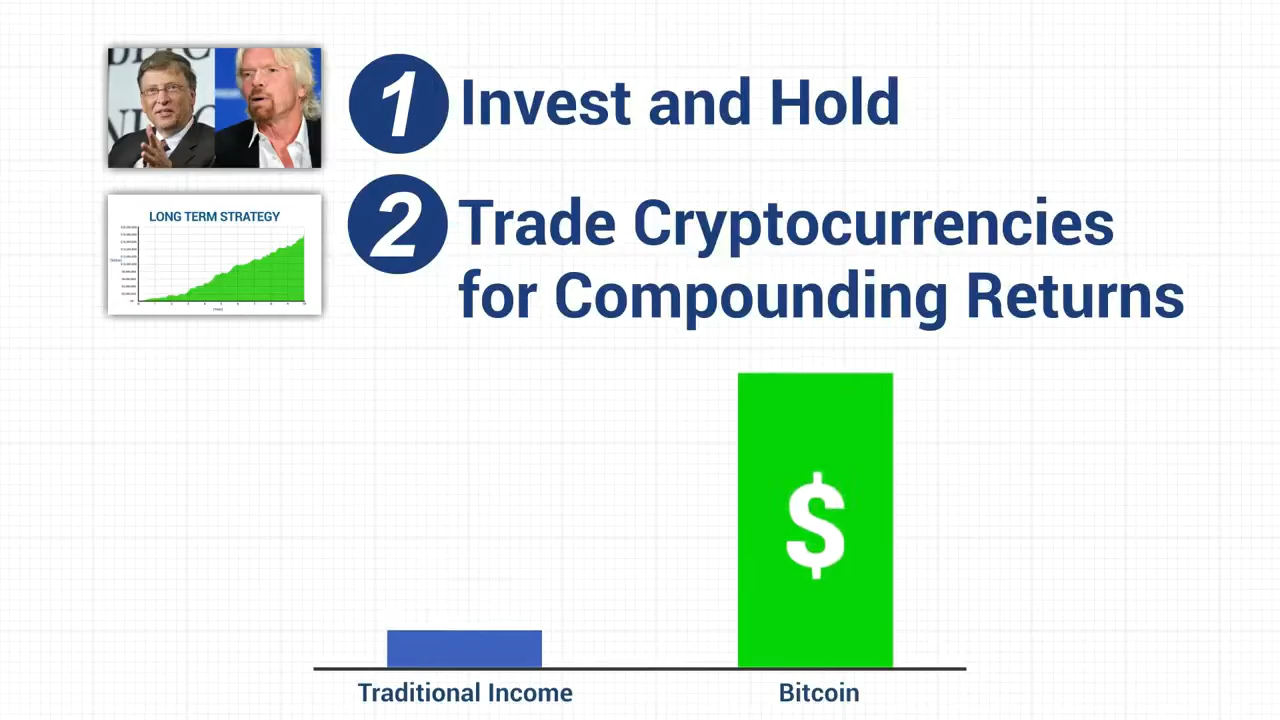 1 Invest and Hold
LONG TERM STRATEGY
2 Trade Cryptocurrencies
for Compounding Returns
$
Traditional Income
Bitcoin